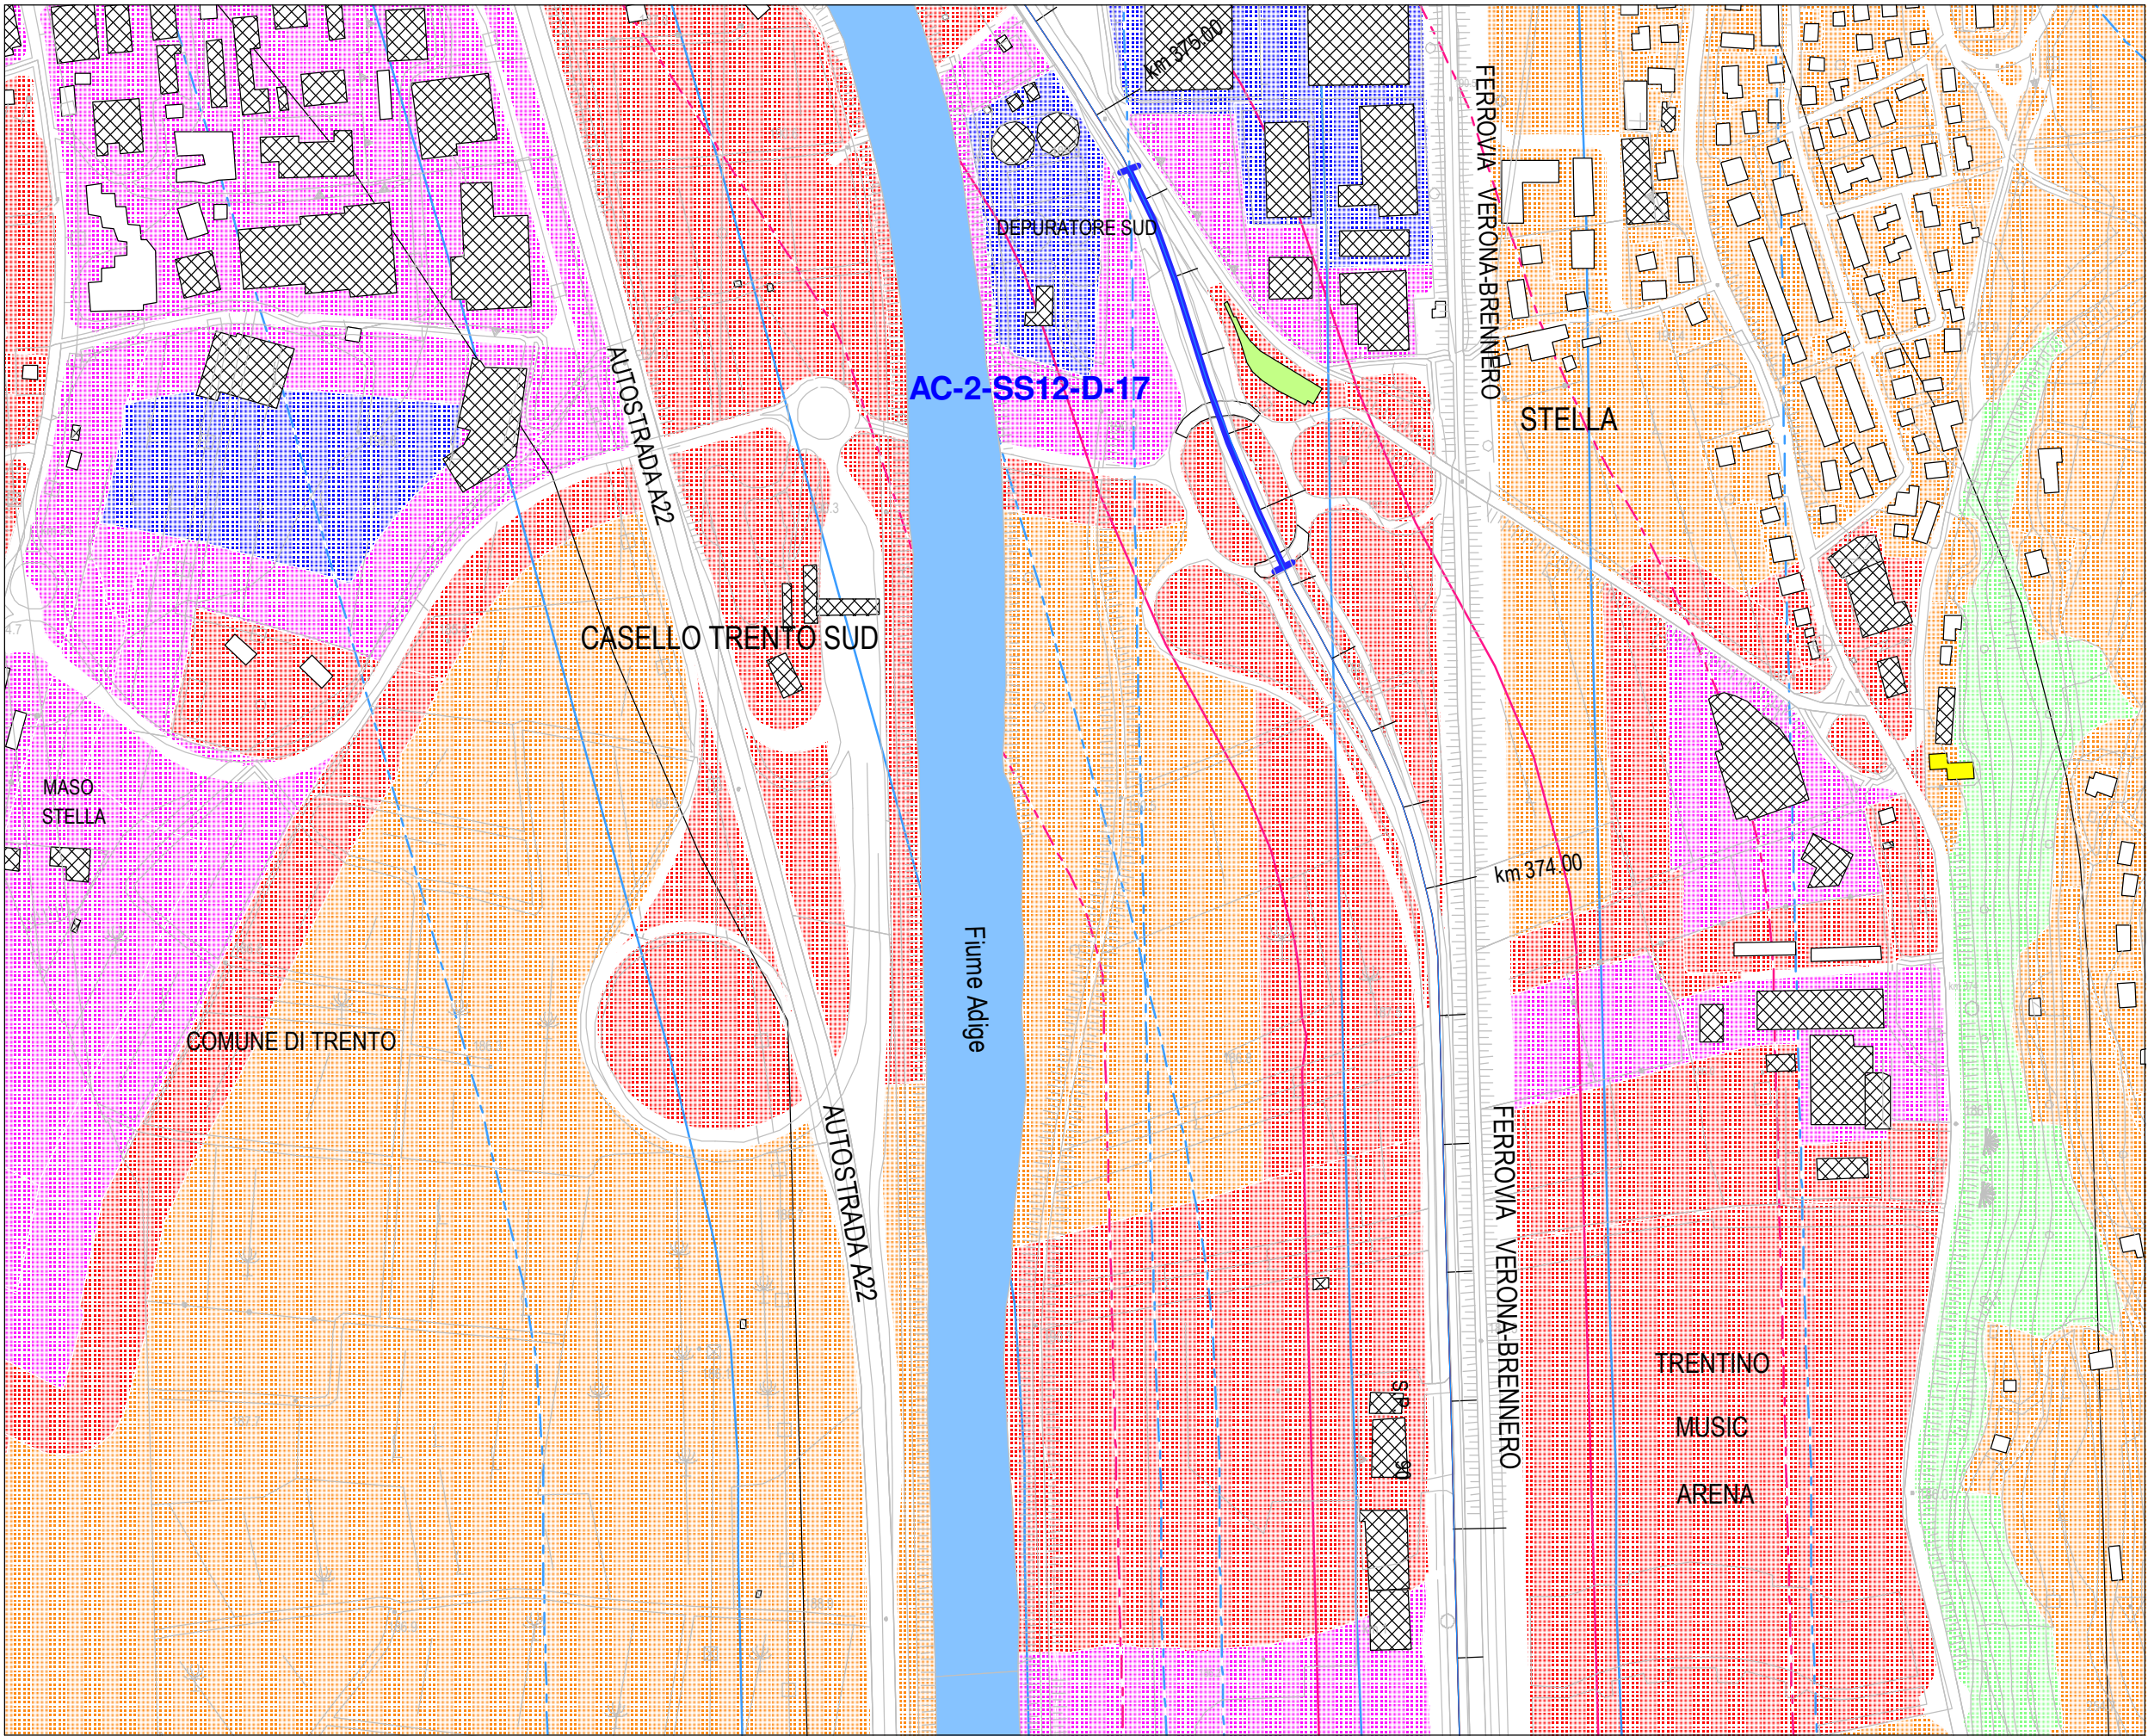 km 375.00
FERROVIA VERONA-BRENNERO
DEPURATORE SUD
AUTOSTRADA A22
AC-2-SS12-D-17
STELLA
CASELLO TRENTO SUD
MASO
STELLA
km 374.00
Fiume Adige
COMUNE DI TRENTO
AUTOSTRADA A22
FERROVIA VERONA-BRENNERO
TRENTINO
MUSIC
ARENA
S.P.
90